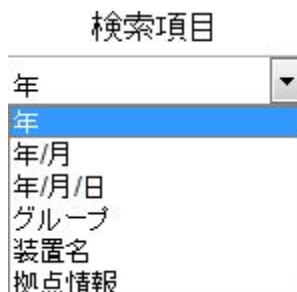 検索項目
年
年
年/月
年/月/日
グループ
装置名
拠点情報